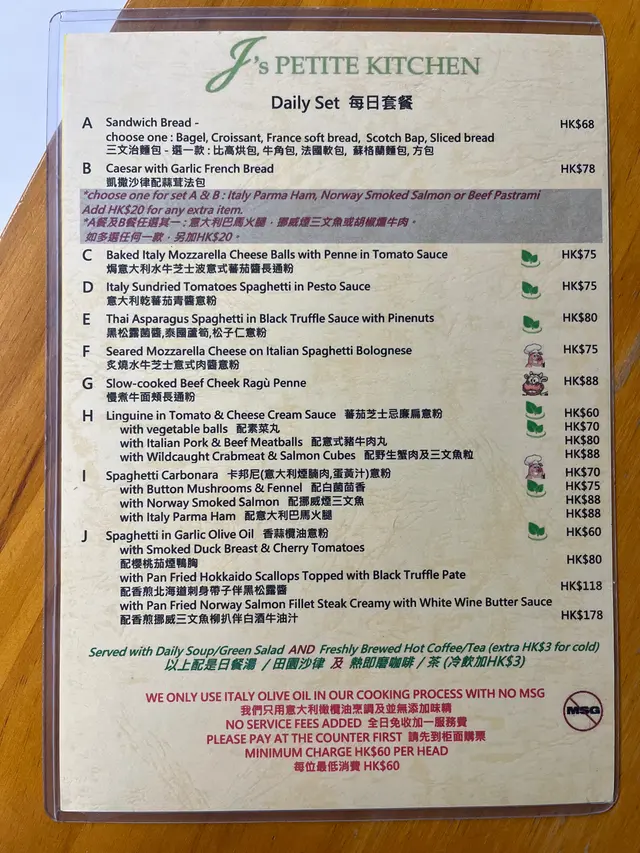 J's PETITE KITCHEN
Daily Set 每日套餐
A Sandwich Bread - HK$68
choose one : Bagel, Croissant, France soft bread, Scotch Bap, Sliced bread
三文治麵包 - 選一款 : 比高烘包, 牛角包, 法國軟包, 蘇格蘭麵包, 方包
B Caesar with Garlic French Bread HK$78
凱撒沙律配蒜茸法包
*choose one for set A & B : Italy Parma Ham, Norway Smoked Salmon or Beef Pastrami
Add HK$20 for any extra item.
*A餐及B餐任選其一 : 意大利巴馬火腿, 挪威煙三文魚或胡椒燻牛肉。
如多選任何一款, 另加HK$20。
C Baked Italy Mozzarella Cheese Balls with Penne in Tomato Sauce HK$75
焗意大利水牛芝士波意式蕃茄醬長通粉
D Italy Sundried Tomatoes Spaghetti in Pesto Sauce HK$75
意大利乾蕃茄青醬意粉
E Thai Asparagus Spaghetti in Black Truffle Sauce with Pinenuts HK$80
黑松露菌醬,泰國蘆筍,松子仁意粉
F Seared Mozzarella Cheese on Italian Spaghetti Bolognese HK$75
炙燒水牛芝士意式肉醬意粉
G Slow-cooked Beef Cheek Ragù Penne HK$88
慢煮牛面頰長通粉
H Linguine in Tomato & Cheese Cream Sauce 蕃茄芝士忌廉扁意粉 HK$60
with vegetable balls 配素菜丸 HK$70
with Italian Pork & Beef Meatballs 配意式豬牛肉丸 HK$80
with Wildcaught Crabmeat & Salmon Cubes 配野生蟹肉及三文魚粒 HK$88
I Spaghetti Carbonara 卡邦尼(意大利煙腩肉,蛋黃汁)意粉 HK$70
with Button Mushrooms & Fennel 配白菌茴香 HK$75
with Norway Smoked Salmon 配挪威煙三文魚 HK$88
with Italy Parma Ham 配意大利巴馬火腿 HK$88
J Spaghetti in Garlic Olive Oil 香蒜欖油意粉 HK$60
with Smoked Duck Breast & Cherry Tomatoes
配櫻桃茄煙鴨胸 HK$80
with Pan Fried Hokkaido Scallops Topped with Black Truffle Pate
配香煎北海道刺身帶子伴黑松露醬 HK$118
with Pan Fried Norway Salmon Fillet Steak Creamy with White Wine Butter Sauce
配香煎挪威三文魚柳扒伴白酒牛油汁 HK$178
Served with Daily Soup/Green Salad AND Freshly Brewed Hot Coffee/Tea (extra HK$3 for cold)
以上配是日餐湯 / 田園沙律 及 熱即磨咖啡 / 茶 (冷飲加HK$3)
WE ONLY USE ITALY OLIVE OIL IN OUR COOKING PROCESS WITH NO MSG
我們只用意大利橄欖油烹調及並無添加味精
MSG
NO SERVICE FEES ADDED 全日免收加一服務費
PLEASE PAY AT THE COUNTER FIRST 請先到柜面購票
MINIMUM CHARGE HK$60 PER HEAD
每位最低消費 HK$60